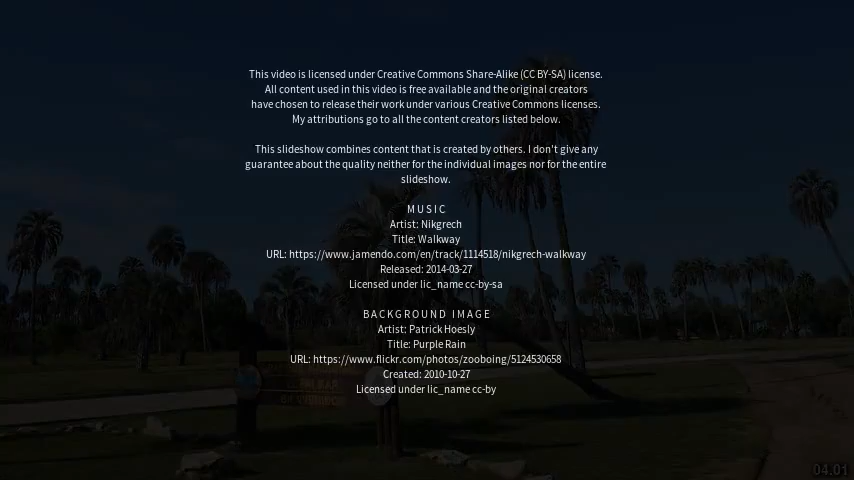 This video is licensed under Creative Commons Share-Alike (CC BY-SA) license.
All content used in this video is free available and the original creators
have chosen to release their work under various Creative Commons licenses.
My attributions go to all the content creators listed below.
This slideshow combines content that is created by others. I don't give any
guarantee about the quality neither for the individual images nor for the entire
slideshow.
MUSIC
Artist: Nikgrech
Title: Walkway
URL: https://www.jamendo.com/en/track/1114518/nikgrech-walkway
Released: 2014-03-27
Licensed under lic_name cc-by-sa
BACKGROUND IMAGE
Artist: Patrick Hoesly
Title: Purple Rain
URL: https://www.flickr.com/photos/zooboing/5124530658
Created: 2010-10-27
Licensed under lic_name cc-by
04.01